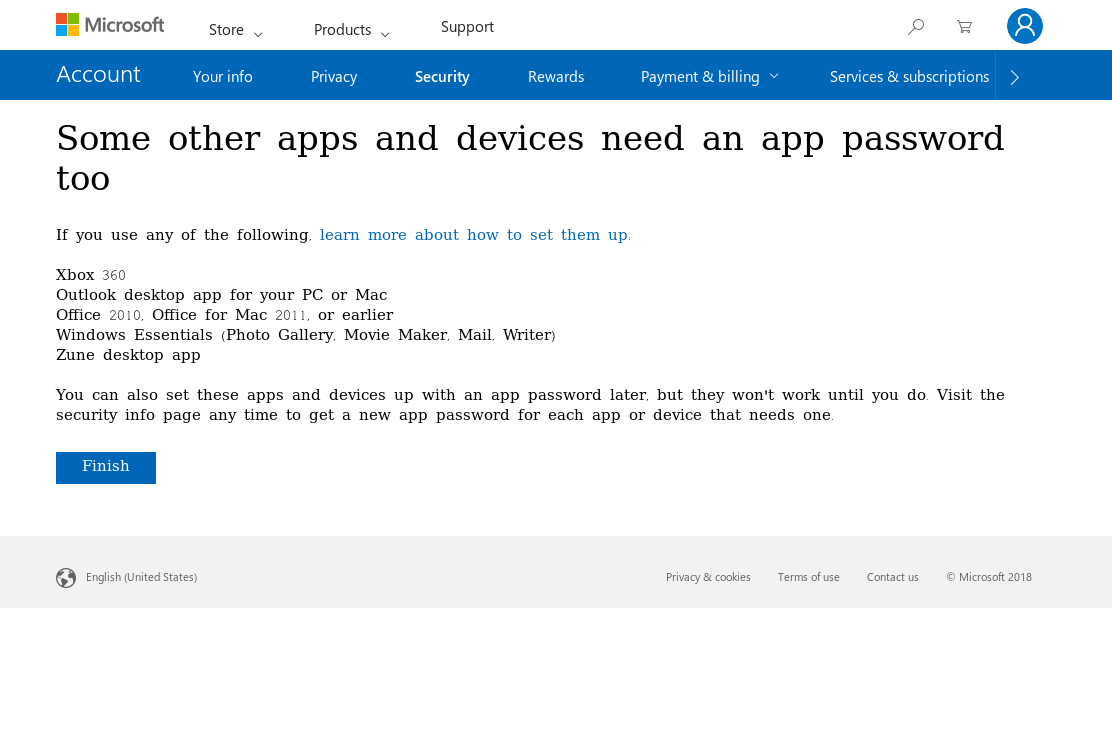 Microsoft Store Products Support
Account Your info Privacy Security Rewards Payment & billing Services & subscriptions
Some other apps and devices need an app password
too
If you use any of the following, learn more about how to set them up.
Xbox 360
Outlook desktop app for your PC or Mac
Office 2010, Office for Mac 2011, or earlier
Windows Essentials (Photo Gallery, Movie Maker, Mail, Writer)
Zune desktop app
You can also set these apps and devices up with an app password later, but they won't work until you do. Visit the
security info page any time to get a new app password for each app or device that needs one.
Finish
English (United States) Privacy & cookies Terms of use Contact us © Microsoft 2018